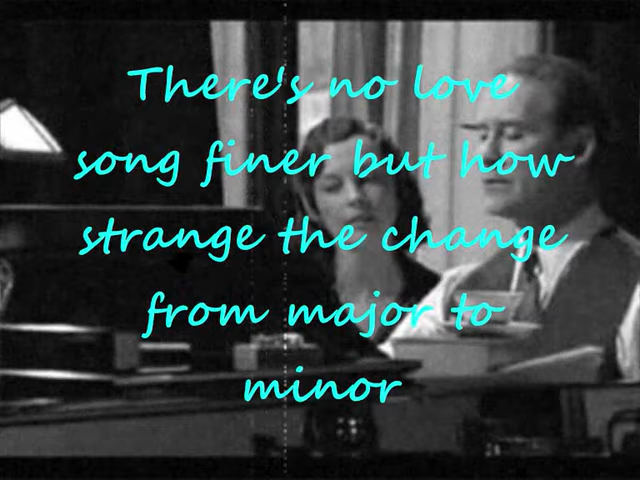 There's no love
song finer but how
strange the change
from major to
minor